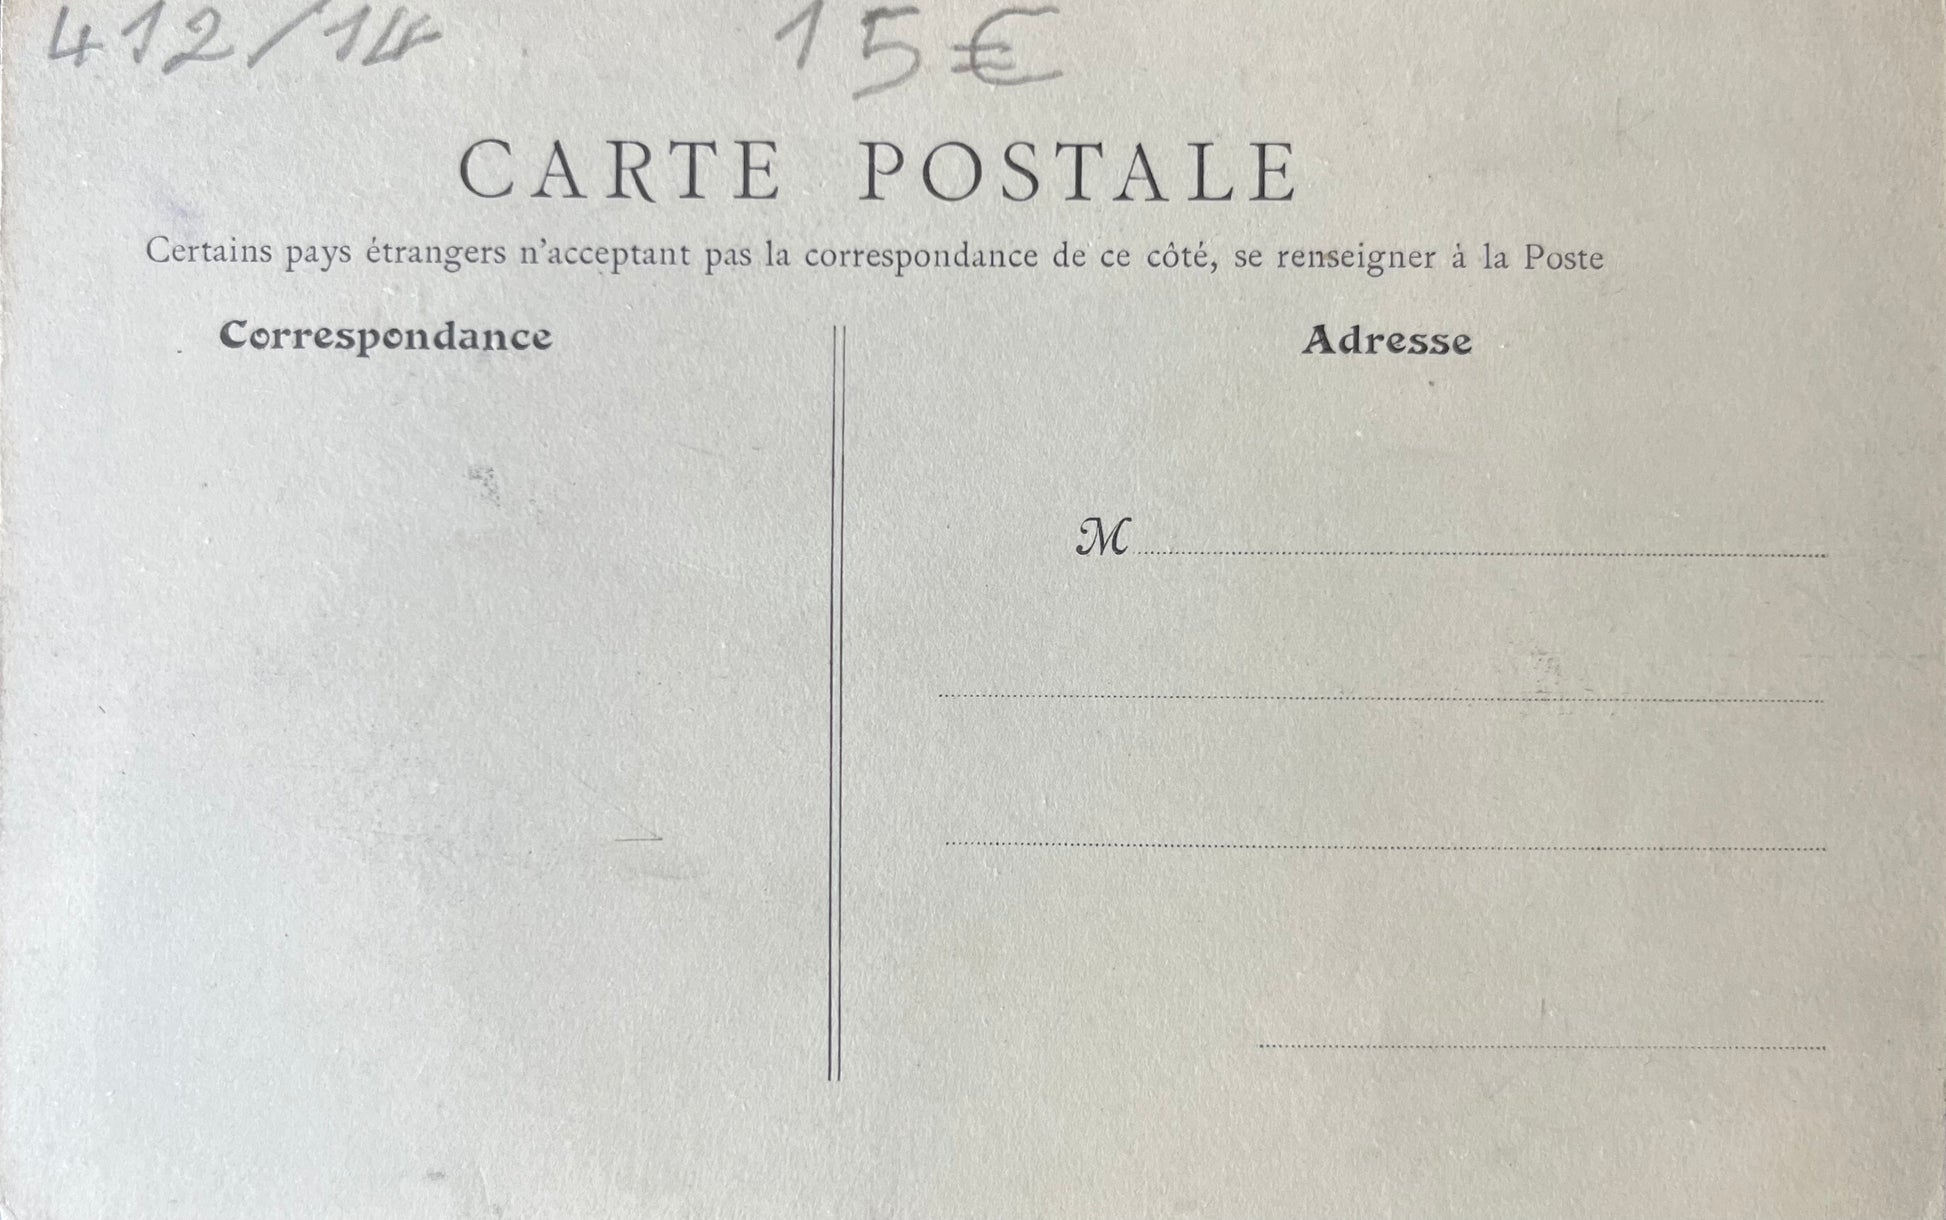 412/14 15€
CARTE POSTALE
Certains pays étrangers n'acceptant pas la correspondance de ce côté, se renseigner à la Poste
Correspondance Adresse
M